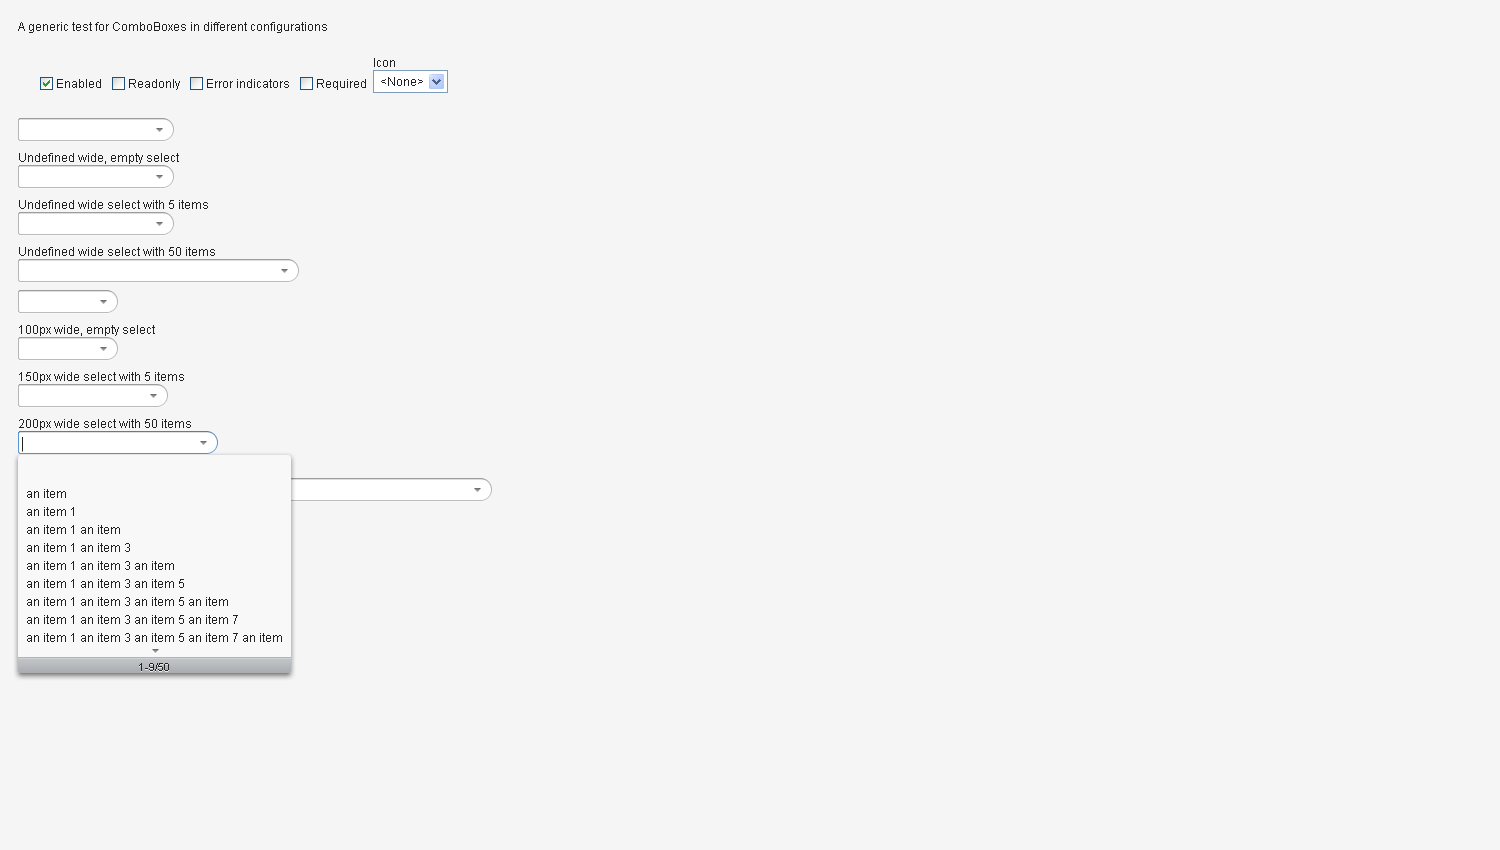 A generic test for ComboBoxes in different configurations
Icon
Enabled Readonly Error indicators Required <None>
Undefined wide, empty select
Undefined wide select with 5 items
Undefined wide select with 50 items
100px wide, empty select
150px wide select with 5 items
200px wide select with 50 items
an item
an item 1
an item 1 an item
an item 1 an item 3
an item 1 an item 3 an item
an item 1 an item 3 an item 5
an item 1 an item 3 an item 5 an item
an item 1 an item 3 an item 5 an item 7
an item 1 an item 3 an item 5 an item 7 an item
1-9/50